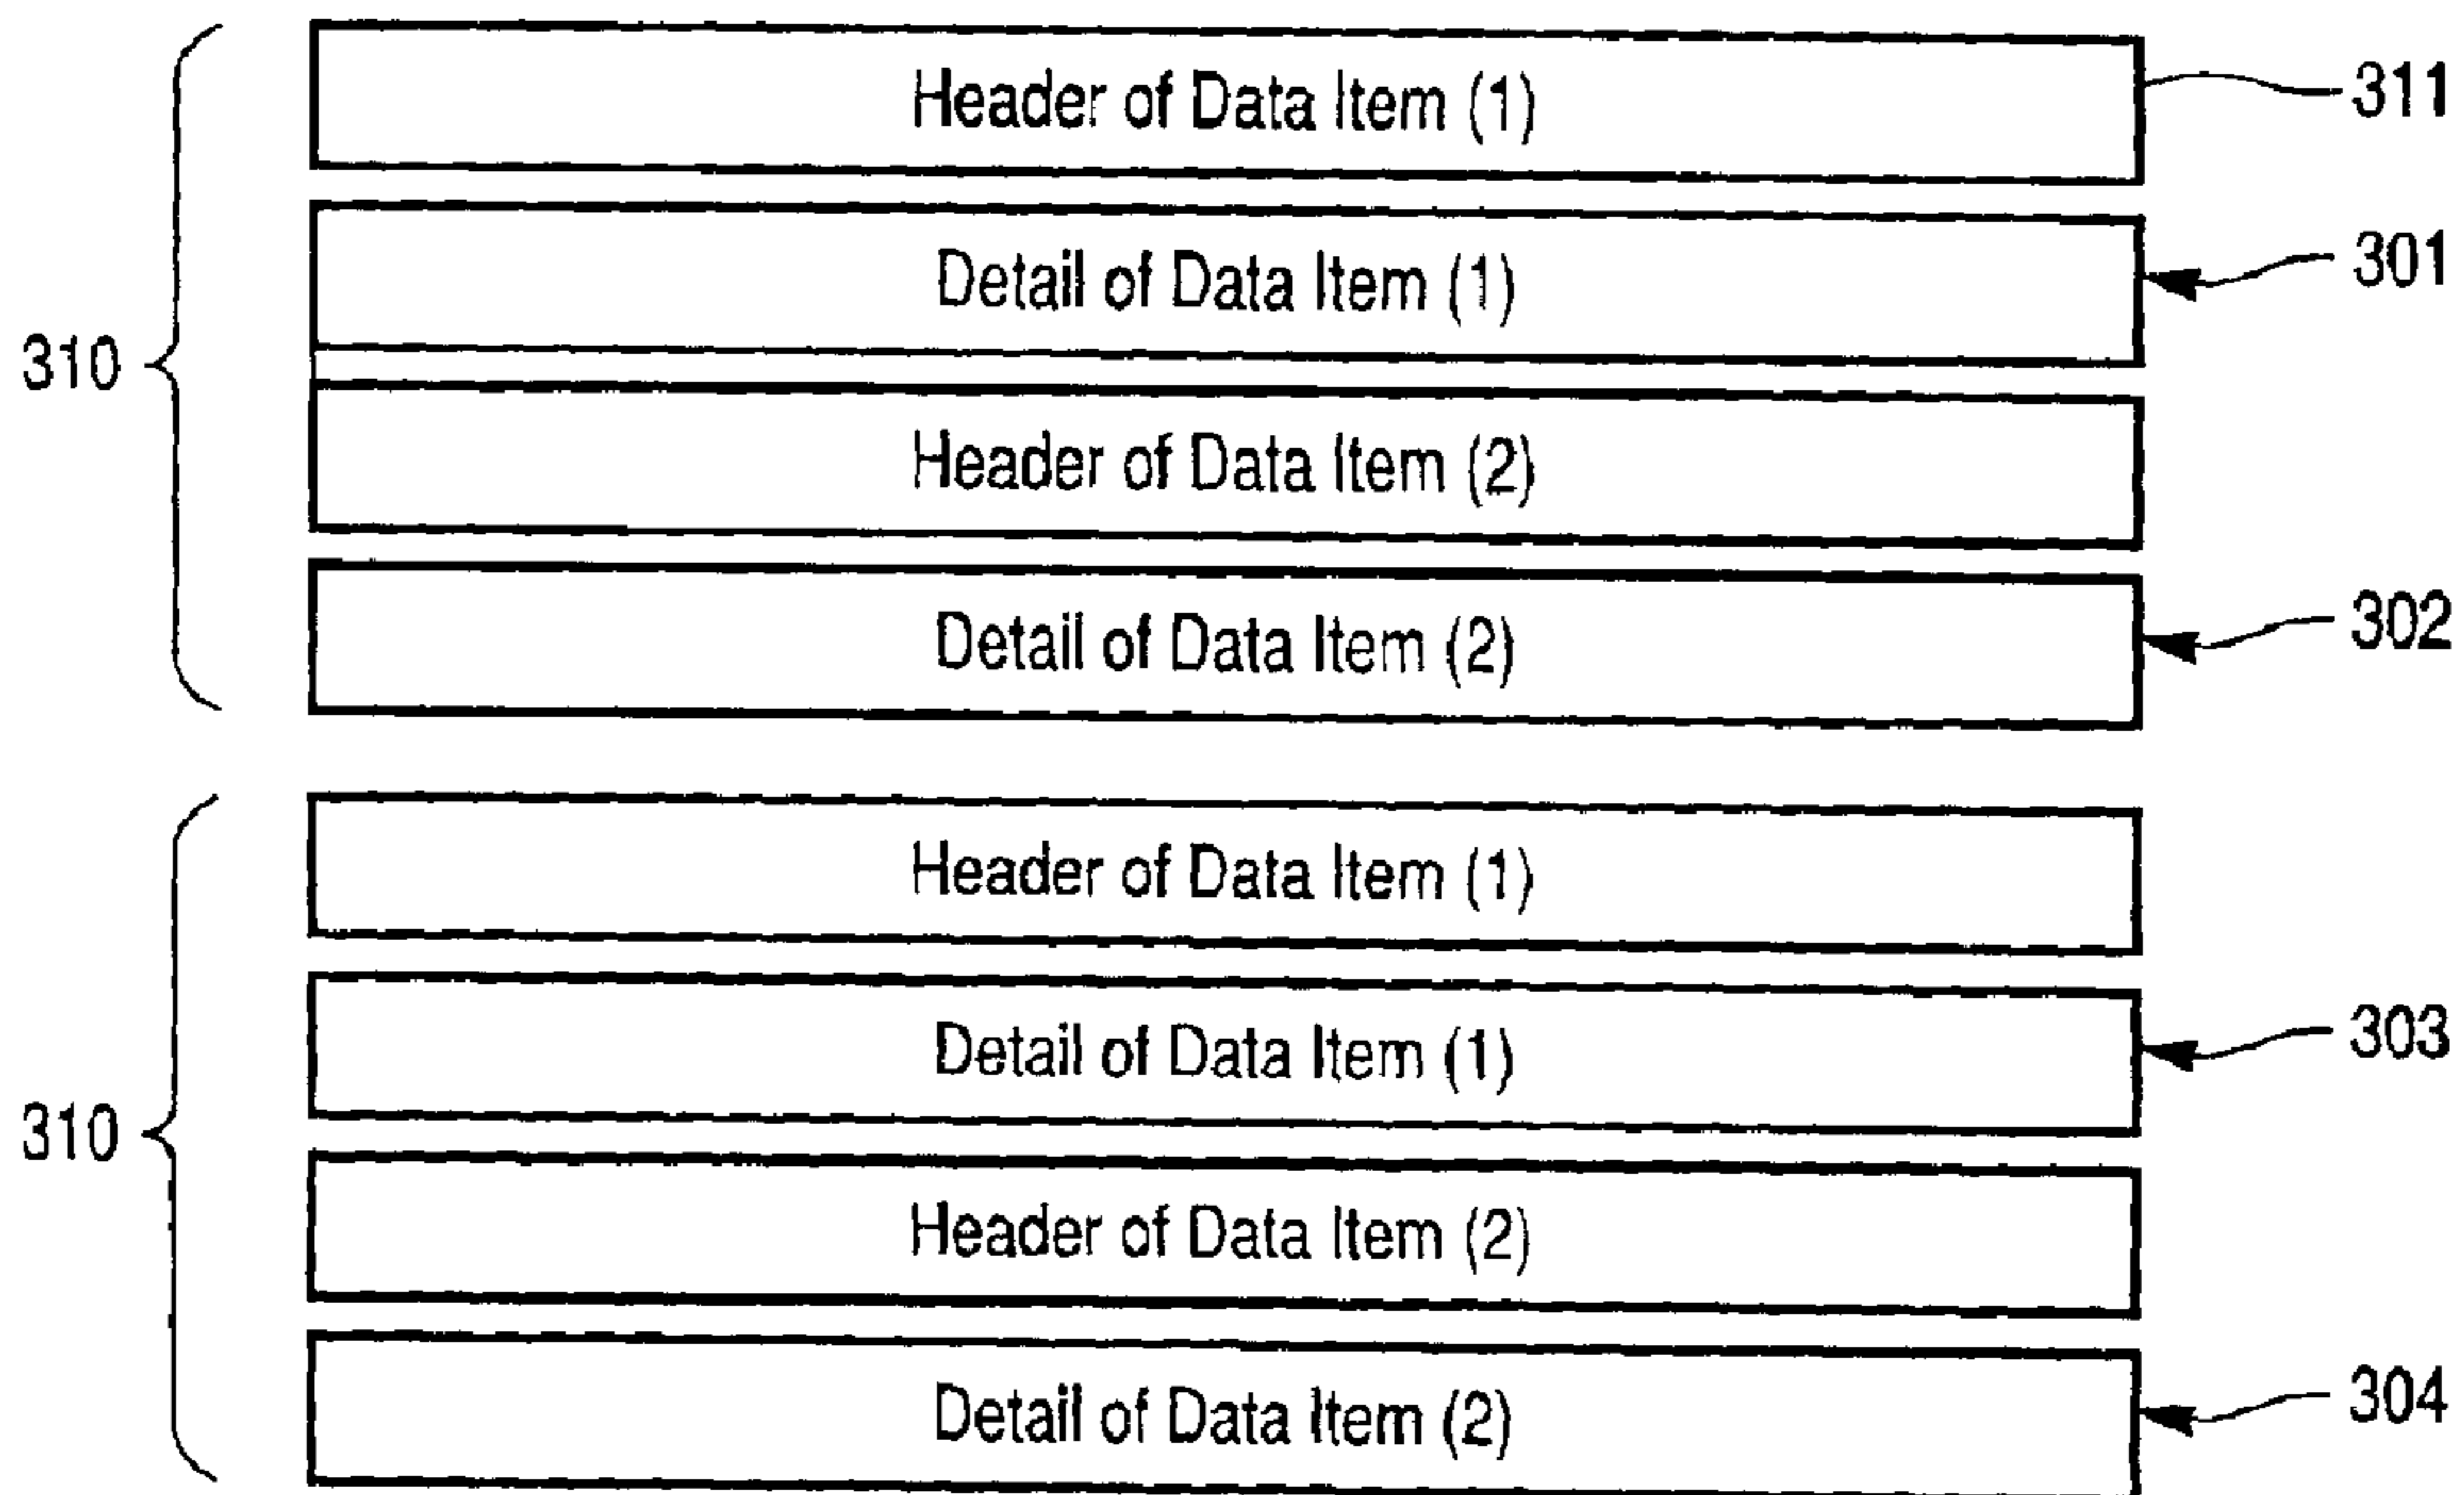 Header of Data Item (1)
311
Detail of Data Item (1)
301
310
Header of Data Item (2)
Detail of Data Item (2)
302
Header of Data Item (1)
Detail of Data Item (1)
303
310
Header of Data Item (2)
Detail of Data Item (2)
304